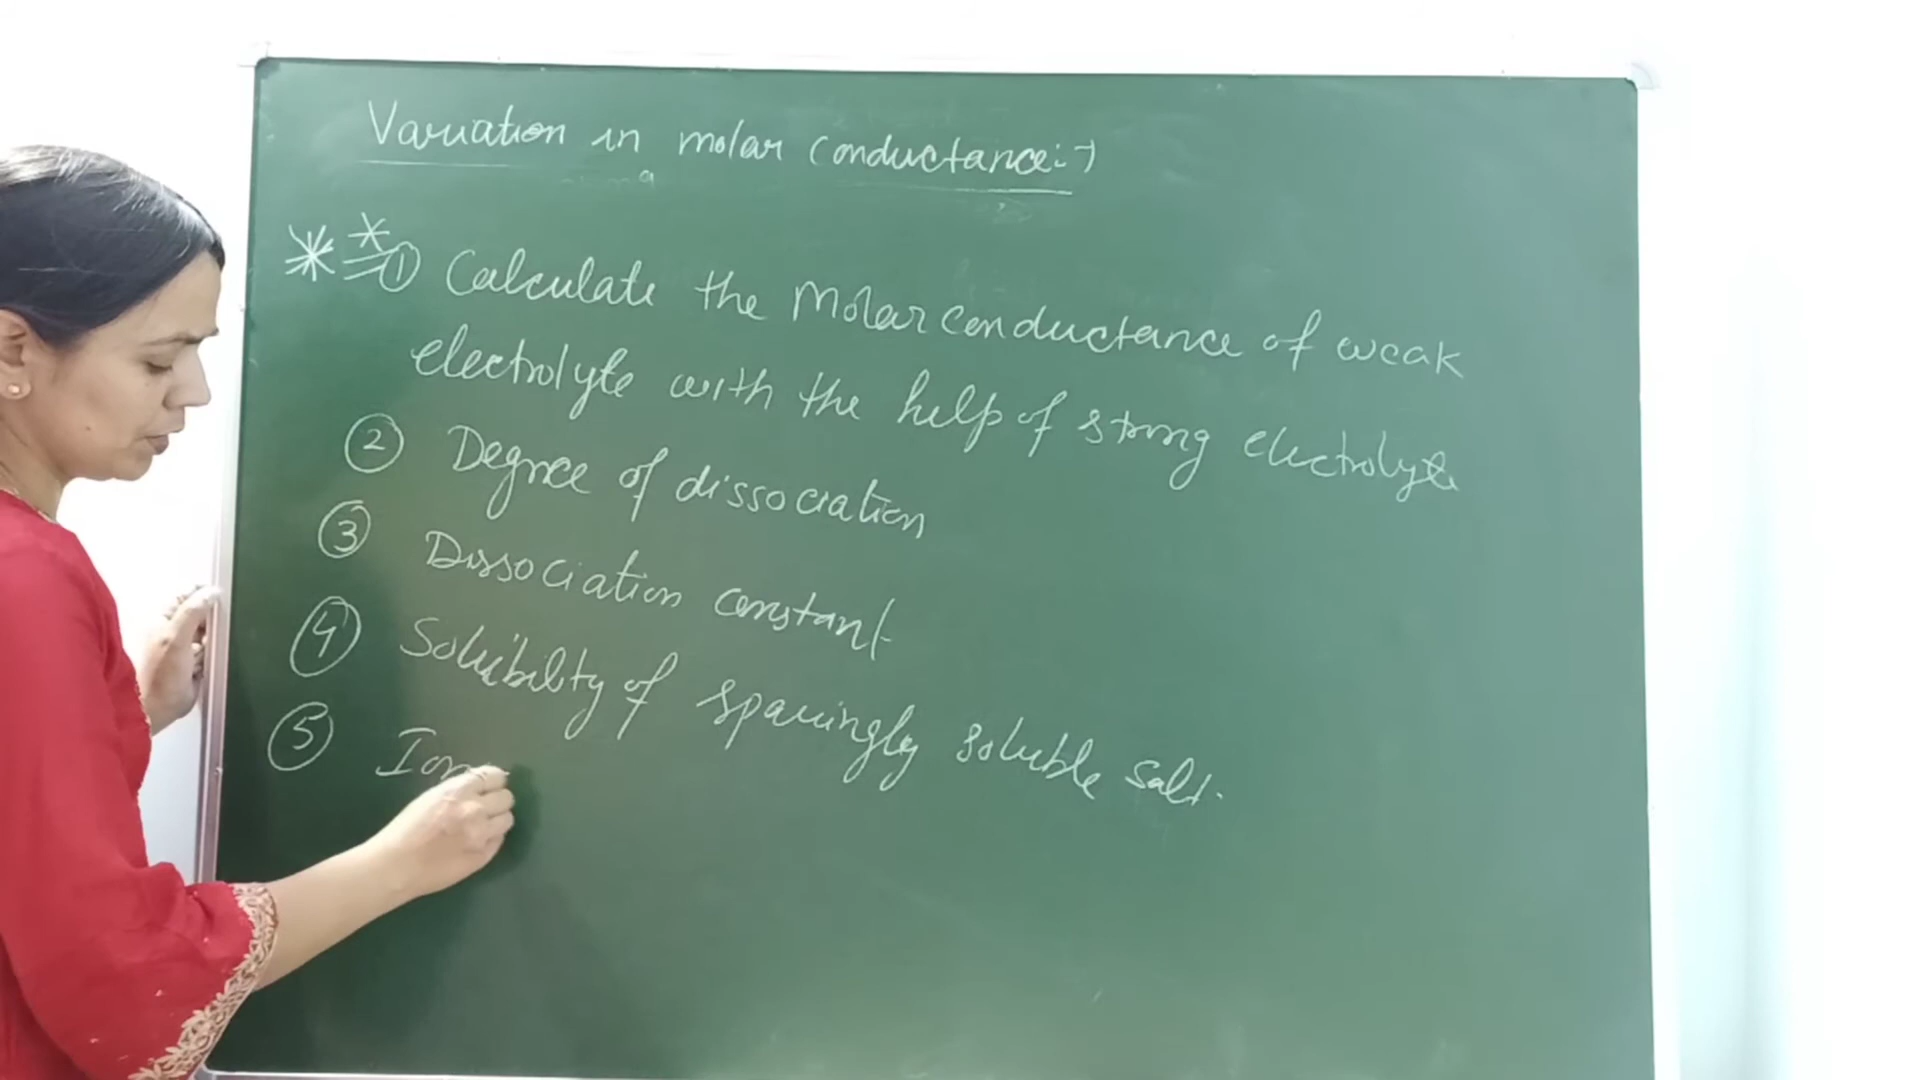 Variation in molar conductance:→
① Calculate the Molar conductance of weak
electrolyte with the help of strong electrolyte
② Degree of dissociation
③ Dissociation constant
④ Solubilty of sparingly soluble salt.
⑤ Ion